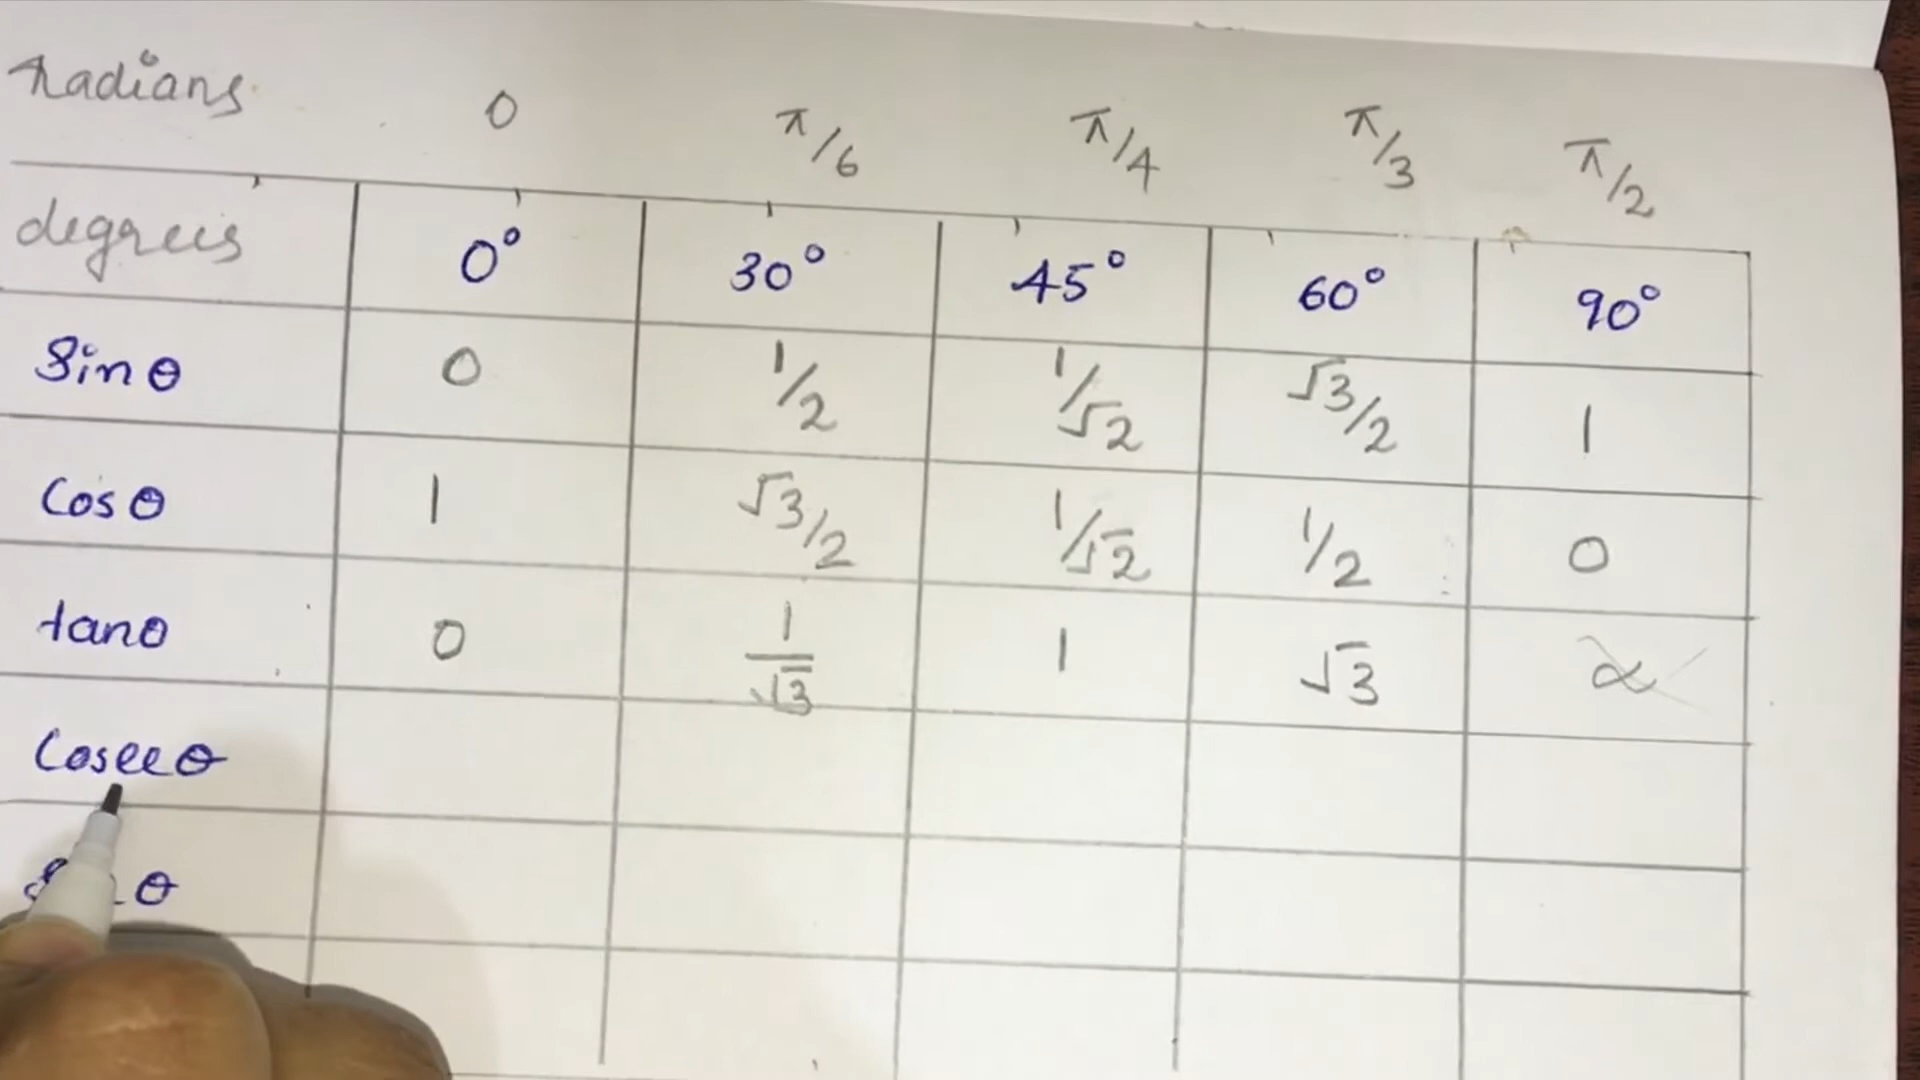 radians 0 π/6 π/4 π/3 π/2
degrees 0° 30° 45° 60° 90°
Sin θ 0 1/2 1/√2 √3/2 1
Cos θ 1 √3/2 1/√2 1/2 0
tan θ 0 1/√3 1 √3 ∝
Cosec θ
θ